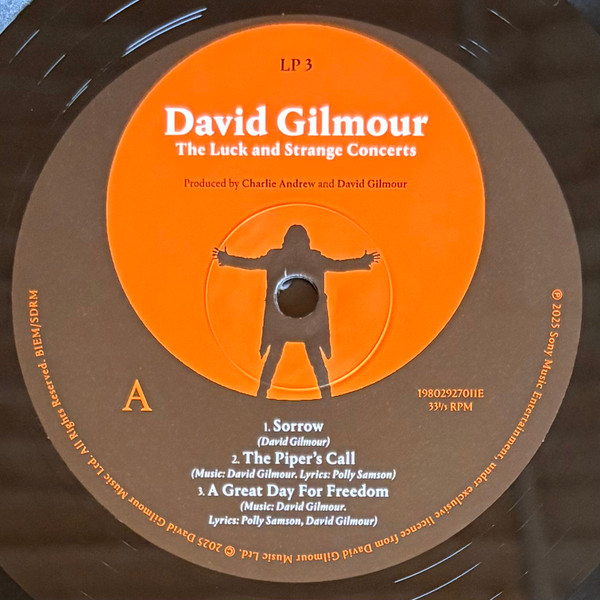 LP 3
David Gilmour
The Luck and Strange Concerts
Produced by Charlie Andrew and David Gilmour
A
19802927011E
33⅓ RPM
1. Sorrow
(David Gilmour)
2. The Piper's Call
(Music: David Gilmour. Lyrics: Polly Samson)
3. A Great Day For Freedom
(Music: David Gilmour.
Lyrics: Polly Samson, David Gilmour)
℗ 2025 Sony Music Entertainment, under exclusive licence from David Gilmour Music Ltd. © 2025 David Gilmour Music Ltd. All Rights Reserved. BIEM/SDRM